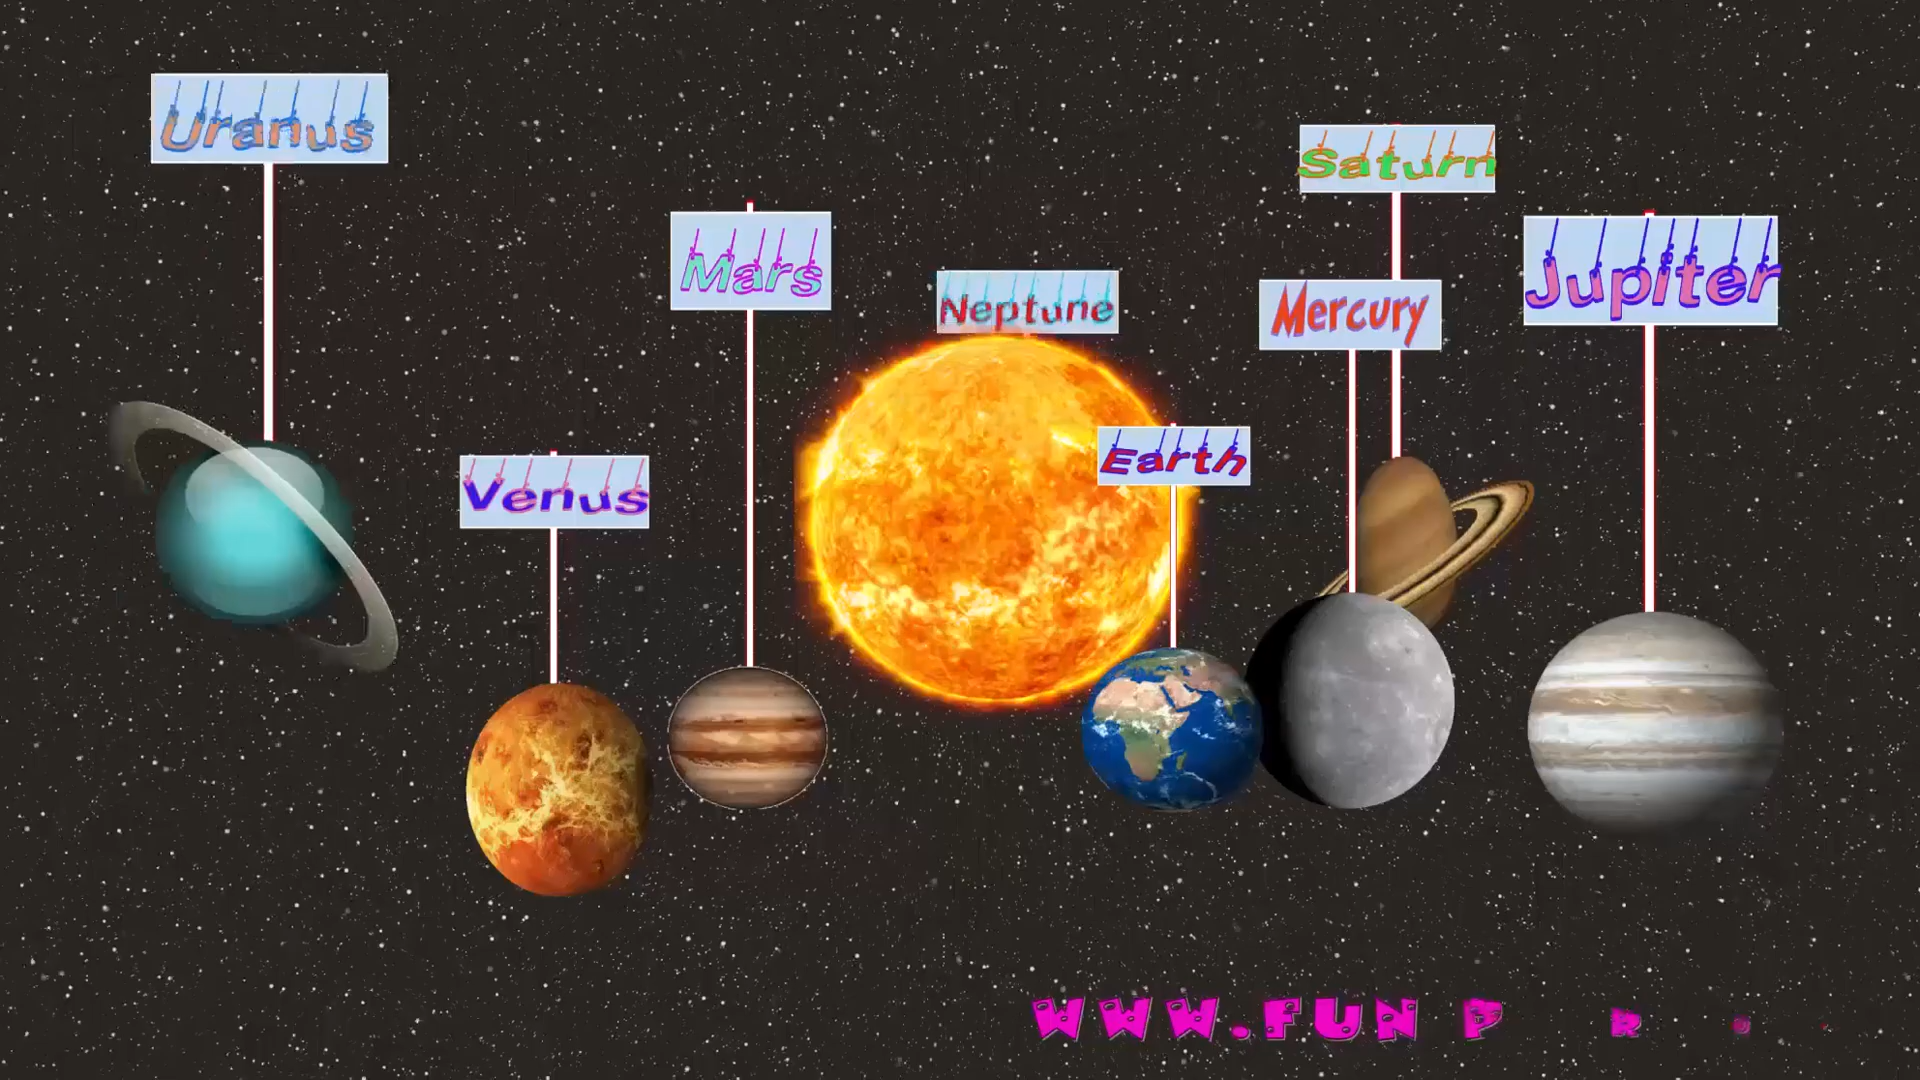 Uranus
Saturn
Mars
Jupiter
Neptune
Mercury
Earth
Venus
WWW.FUN P R O